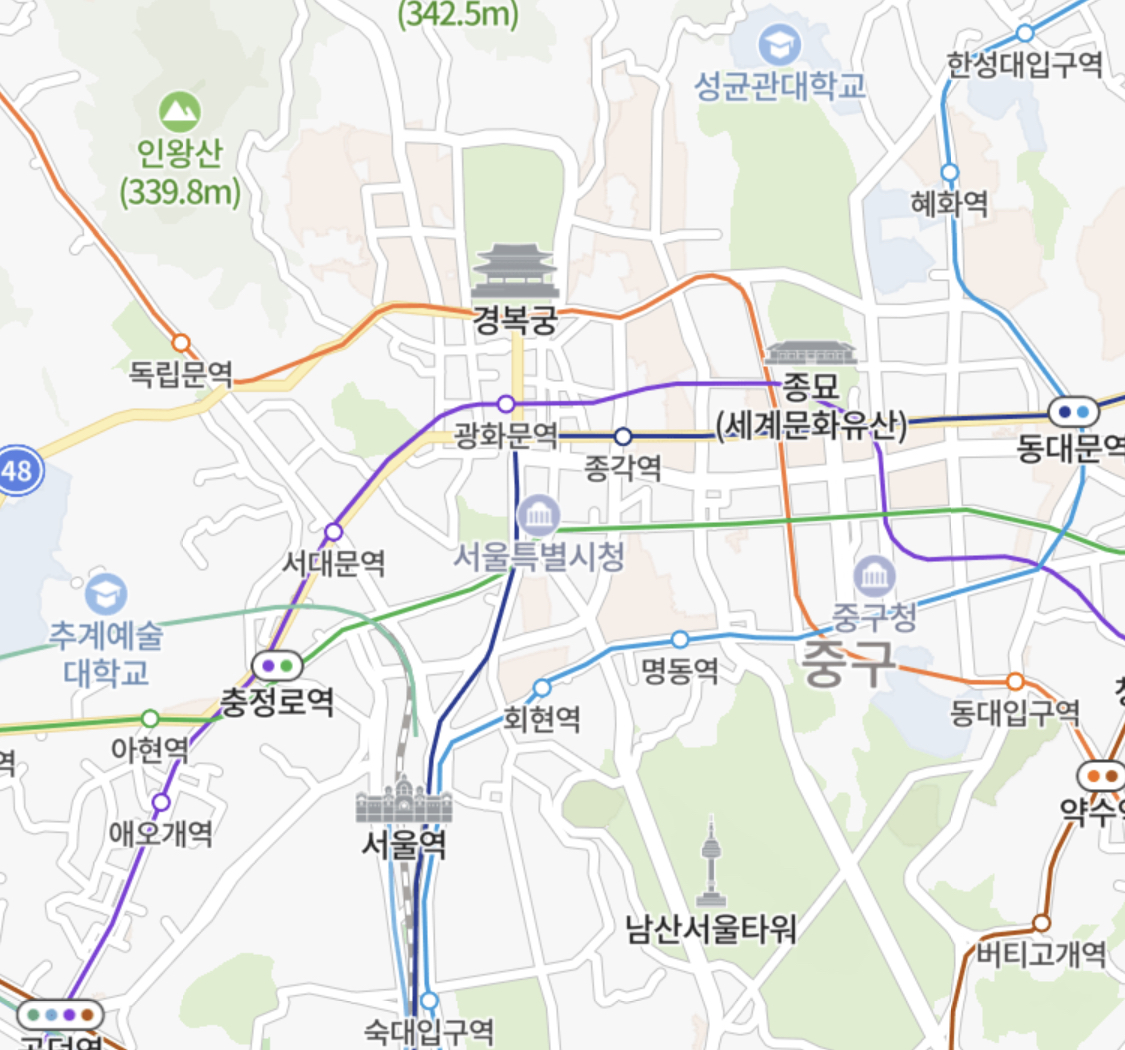 (342.5m)
성균관대학교
한성대입구역
인왕산
(339.8m)
혜화역
경복궁
독립문역
종묘
(세계문화유산)
광화문역
종각역
동대문역
48
서울특별시청
서대문역
중구청
추계예술
대학교
중구
명동역
충정로역
회현역
동대입구역
아현역
역
약수
애오개역
서울역
남산서울타워
버티고개역
숙대입구역